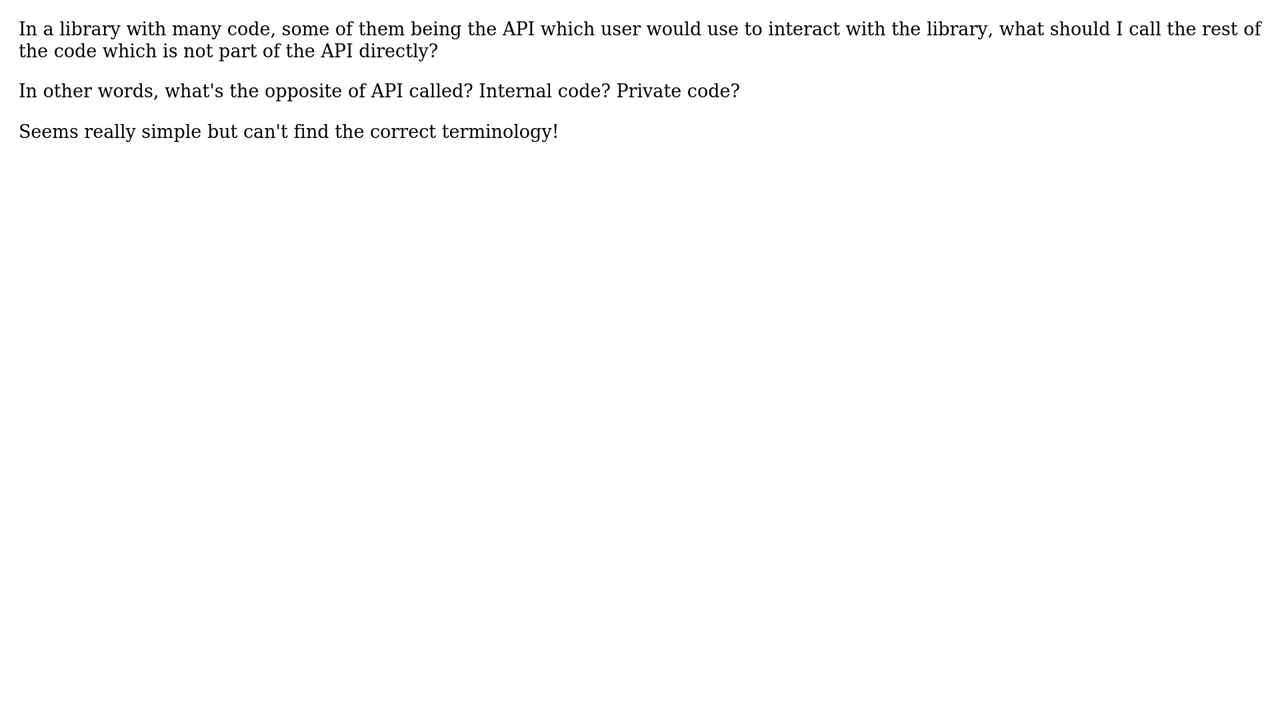 In a library with many code, some of them being the API which user would use to interact with the library, what should I call the rest of
the code which is not part of the API directly?
In other words, what's the opposite of API called? Internal code? Private code?
Seems really simple but can't find the correct terminology!